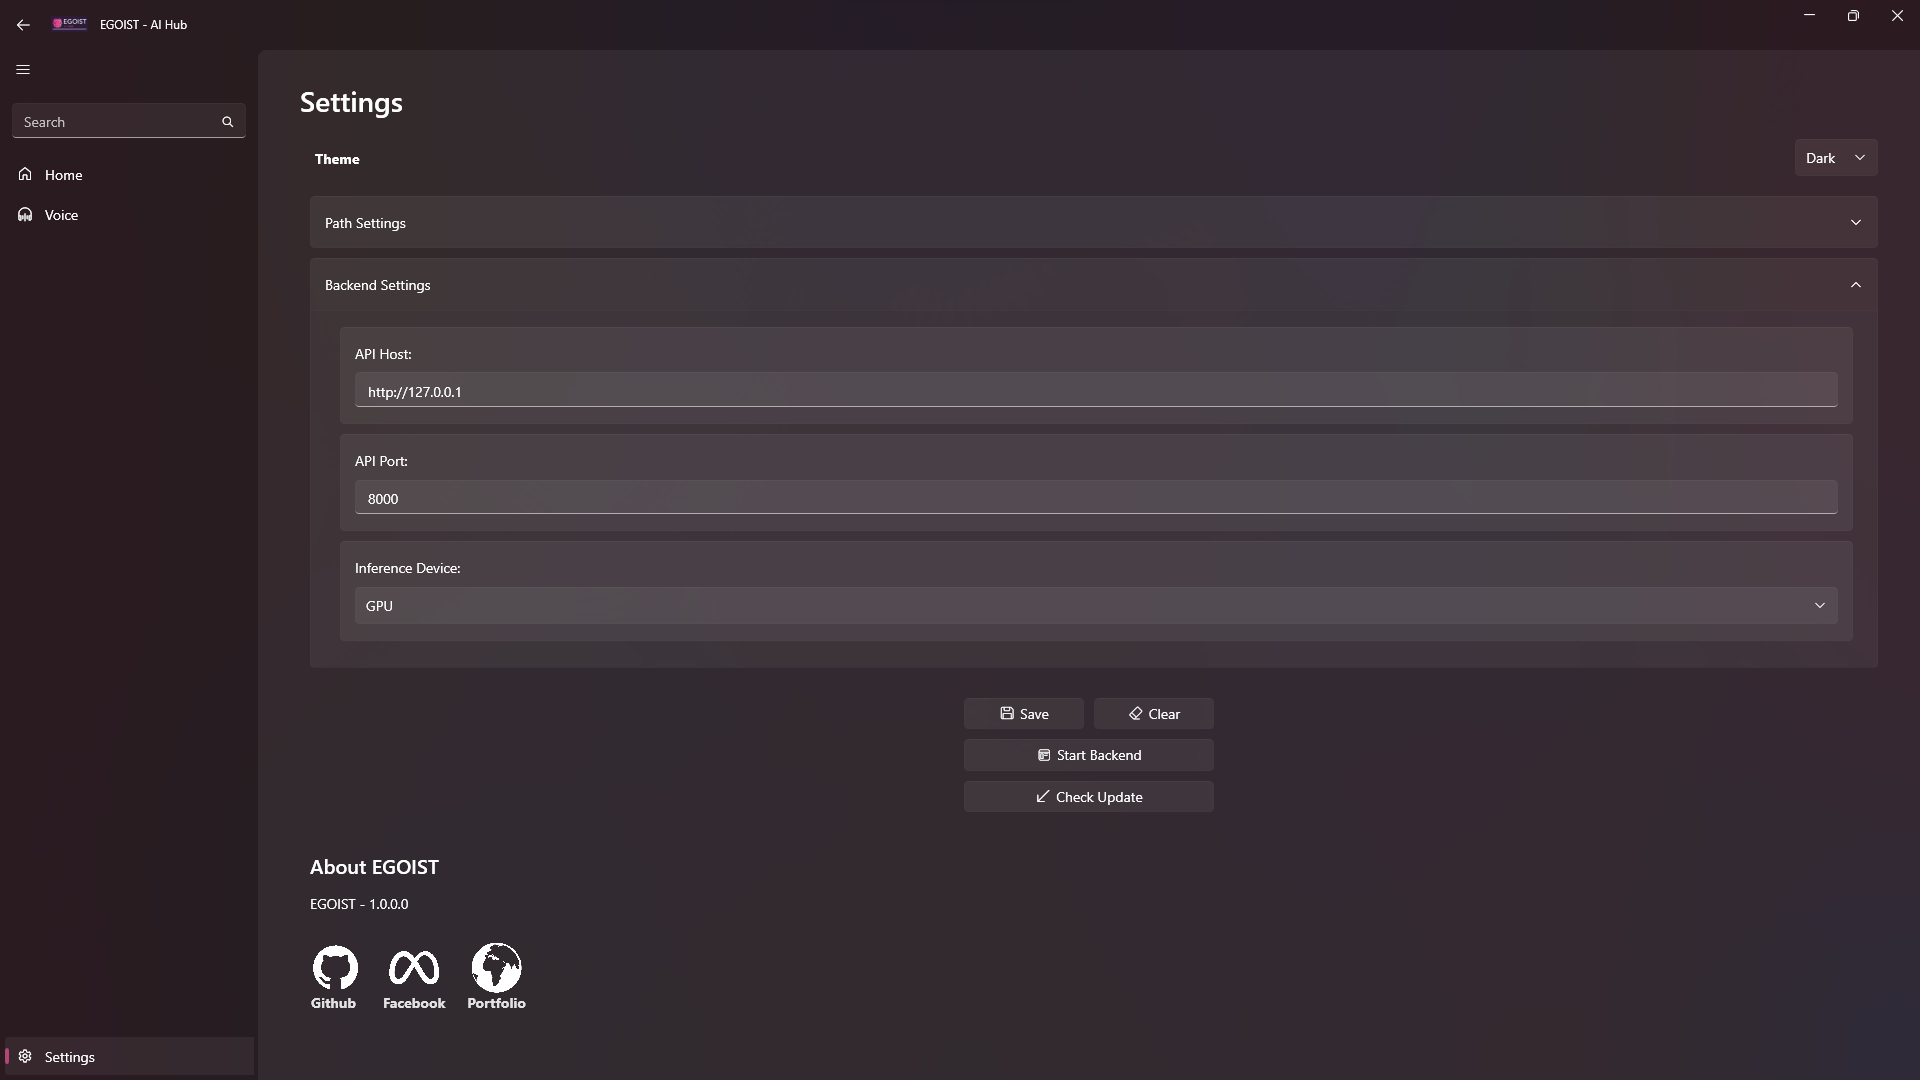 EGOIST
EGOIST - AI Hub
Search
Home
Voice
Settings
Settings
Theme
Dark
Path Settings
Backend Settings
API Host:
http://127.0.0.1
API Port:
8000
Inference Device:
GPU
Save
Clear
Start Backend
Check Update
About EGOIST
EGOIST - 1.0.0.0
Github
Facebook
Portfolio